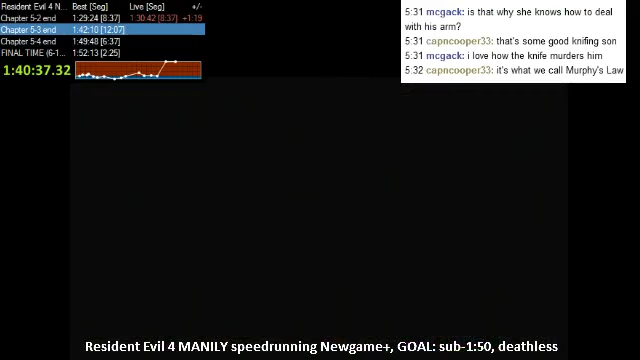 Resident Evil 4 N... Best [Seg] Live [Seg] +/-
Chapter 5-2 end 1:29:24 [8:37] 1:30:42 [8:37] +1:19
Chapter 5-3 end 1:42:10 [12:07]
Chapter 5-4 end 1:49:48 [6:37]
FINAL TIME (6-1... 1:52:13 [2:25]
1:40:37.32
5:31 mcgack: is that why she knows how to deal
with his arm?
5:31 capncooper33: that's some good knifing son
5:31 mcgack: i love how the knife murders him
5:32 capncooper33: it's what we call Murphy's Law
Resident Evil 4 MANILY speedrunning Newgame+, GOAL: sub-1:50, deathless